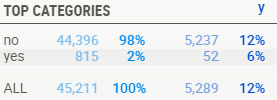 TOP CATEGORIES y
no 44,396 98% 5,237 12%
yes 815 2% 52 6%
ALL 45,211 100% 5,289 12%